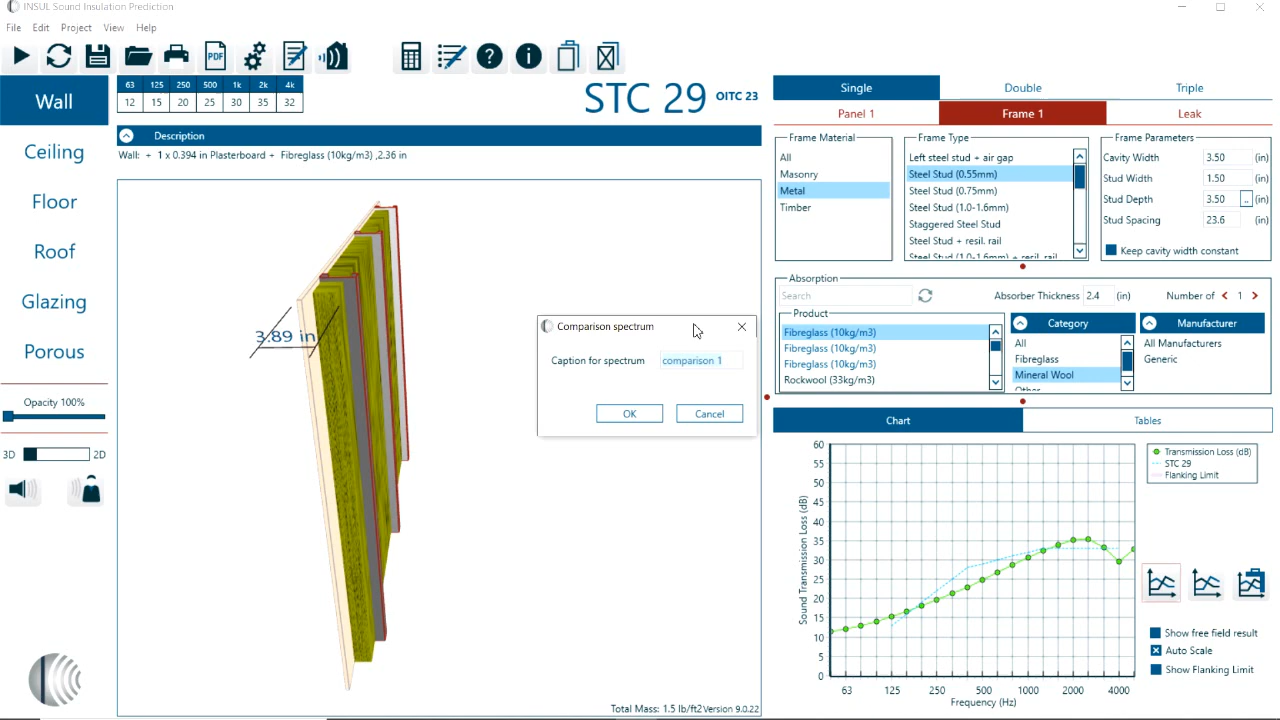 INSUL Sound Insulation Prediction
File Edit Project View Help
PDF
Wall
Ceiling
Floor
Roof
Glazing
Porous
Opacity 100%
3D 2D
63 125 250 500 1k 2k 4k
12 15 20 25 30 35 32
STC 29 OITC 23
Description
Wall: + 1 x 0.394 in Plasterboard + Fibreglass (10kg/m3) ,2.36 in
3.89 in
Total Mass: 1.5 lb/ft2 Version 9.0.22
Comparison spectrum
Caption for spectrum comparison 1
OK Cancel
Single Double Triple
Panel 1 Frame 1 Leak
Frame Material
All
Masonry
Metal
Timber
Frame Type
Left steel stud + air gap
Steel Stud (0.55mm)
Steel Stud (0.75mm)
Steel Stud (1.0-1.6mm)
Staggered Steel Stud
Steel Stud + resil. rail
Steel Stud (1.0-1.6mm) + resil. rail
Frame Parameters
Cavity Width 3.50 (in)
Stud Width 1.50 (in)
Stud Depth 3.50 .. (in)
Stud Spacing 23.6 (in)
Keep cavity width constant
Absorption
Search
Absorber Thickness 2.4 (in)
Number of < 1 >
Product
Fibreglass (10kg/m3)
Fibreglass (10kg/m3)
Fibreglass (10kg/m3)
Rockwool (33kg/m3)
Category
All
Fibreglass
Mineral Wool
Other
Manufacturer
All Manufacturers
Generic
Chart Tables
Sound Transmission Loss (dB)
60
55
50
45
40
35
30
25
20
15
10
5
0
63 125 250 500 1000 2000 4000
Frequency (Hz)
Transmission Loss (dB)
STC 29
Flanking Limit
Show free field result
Auto Scale
Show Flanking Limit